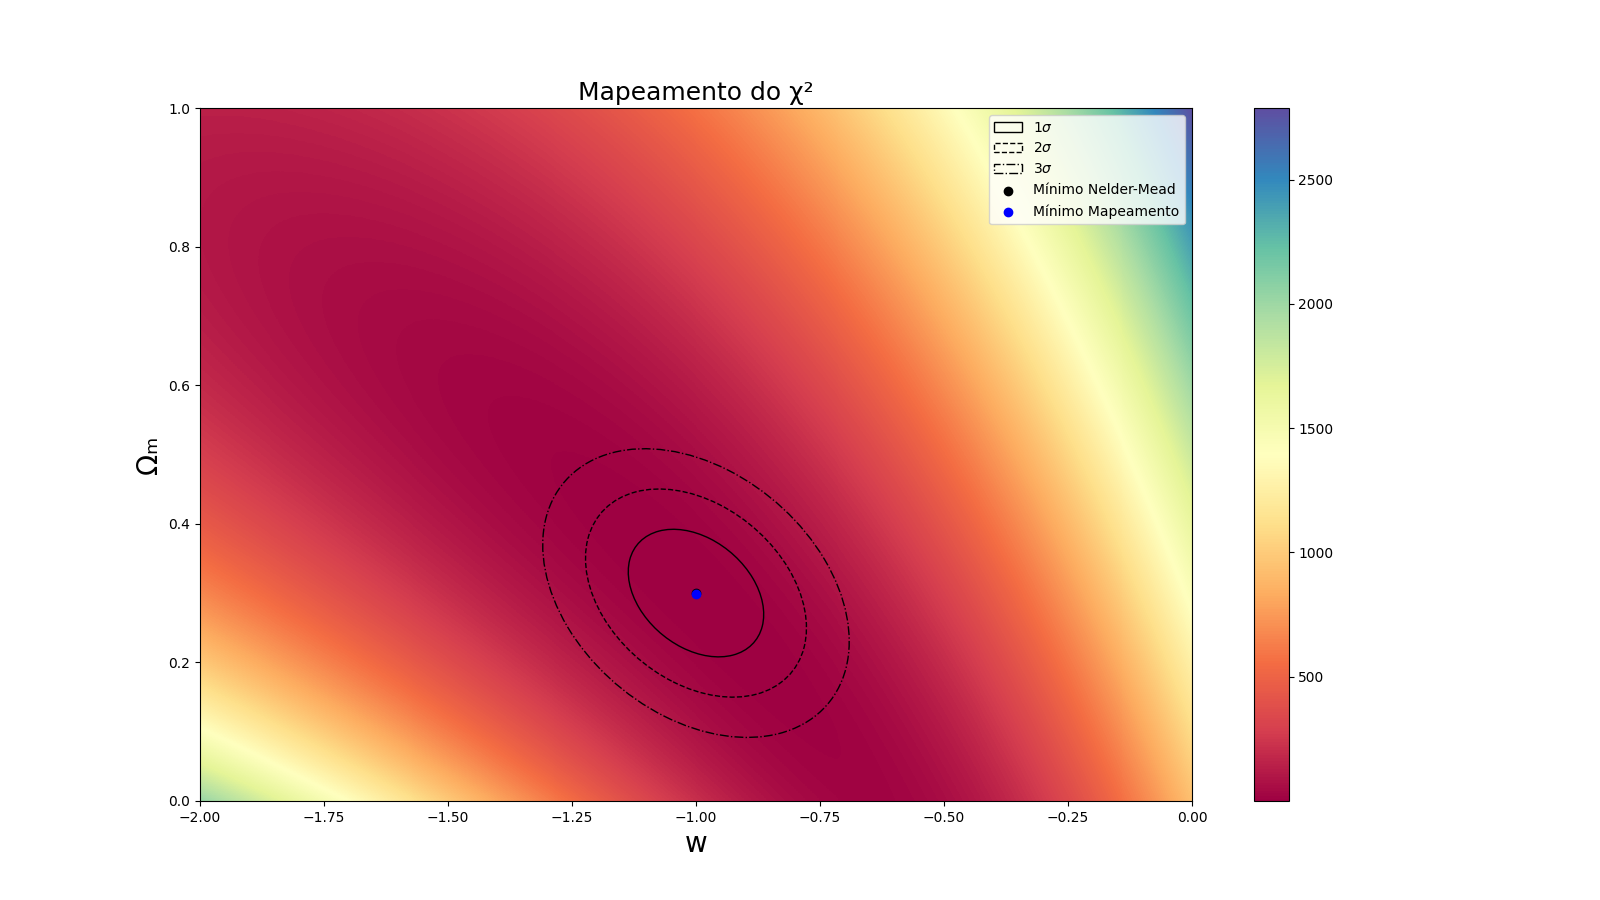 Mapeamento do χ²
1σ
2σ
3σ
Mínimo Nelder-Mead
Mínimo Mapeamento
1.0
0.8
0.6
0.4
0.2
0.0
Ωₘ
−2.00 −1.75 −1.50 −1.25 −1.00 −0.75 −0.50 −0.25 0.00
w
2500
2000
1500
1000
500